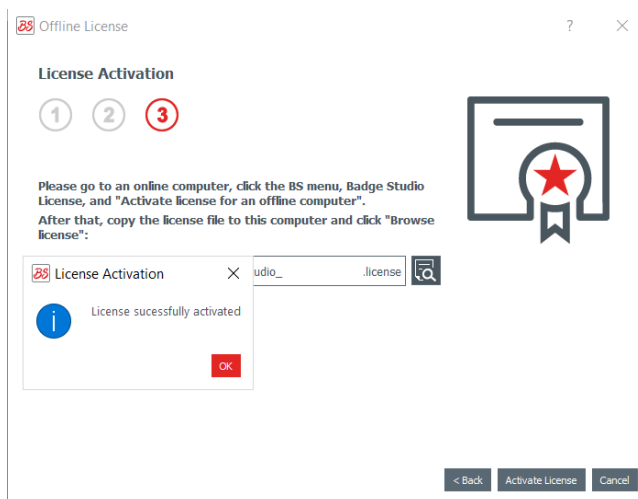 BS Offline License ? ×
License Activation
1 2 3
Please go to an online computer, click the BS menu, Badge Studio
License, and "Activate license for an offline computer".
After that, copy the license file to this computer and click "Browse
license":
udio_ .license
BS License Activation ×
i License sucessfully activated
OK
< Back Activate License Cancel